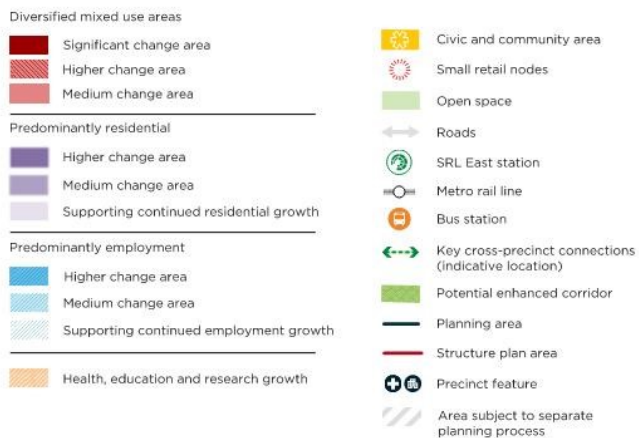 Diversified mixed use areas
Significant change area
Higher change area
Medium change area
Predominantly residential
Higher change area
Medium change area
Supporting continued residential growth
Predominantly employment
Higher change area
Medium change area
Supporting continued employment growth
Health, education and research growth
Civic and community area
Small retail nodes
Open space
Roads
SRL East station
Metro rail line
Bus station
Key cross-precinct connections
(indicative location)
Potential enhanced corridor
Planning area
Structure plan area
Precinct feature
Area subject to separate
planning process